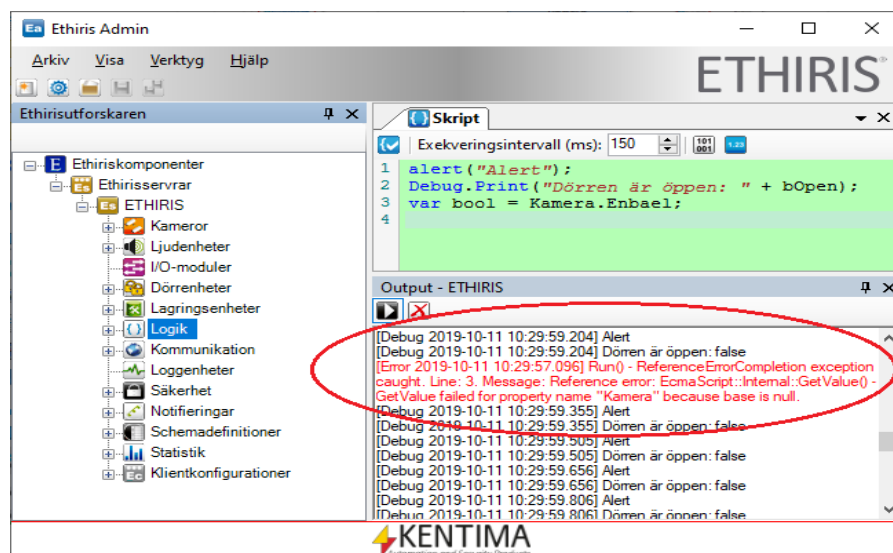 Ethiris Admin
Arkiv Visa Verktyg Hjälp
ETHIRIS
Ethirisutforskaren
Ethiriskomponenter
Ethirisservrar
ETHIRIS
Kameror
Ljudenheter
I/O-moduler
Dörrenheter
Lagringsenheter
Logik
Kommunikation
Loggenheter
Säkerhet
Notifieringar
Schemadefinitioner
Statistik
Klientkonfigurationer
Skript
Exekveringsintervall (ms): 150
1 alert("Alert");
2 Debug.Print("Dörren är öppen: " + bOpen);
3 var bool = Kamera.Enbael;
4
Output - ETHIRIS
[Debug 2019-10-11 10:29:59.204] Alert
[Debug 2019-10-11 10:29:59.204] Dörren är öppen: false
[Error 2019-10-11 10:29:57.096] Run() - ReferenceErrorCompletion exception
caught. Line: 3. Message: Reference error: EcmaScript::Internal::GetValue() -
GetValue failed for property name "Kamera" because base is null.
[Debug 2019-10-11 10:29:59.355] Alert
[Debug 2019-10-11 10:29:59.355] Dörren är öppen: false
[Debug 2019-10-11 10:29:59.505] Alert
[Debug 2019-10-11 10:29:59.505] Dörren är öppen: false
[Debug 2019-10-11 10:29:59.656] Alert
[Debug 2019-10-11 10:29:59.656] Dörren är öppen: false
[Debug 2019-10-11 10:29:59.806] Alert
[Debug 2019-10-11 10:29:59.806] Dörren är öppen: false
KENTIMA